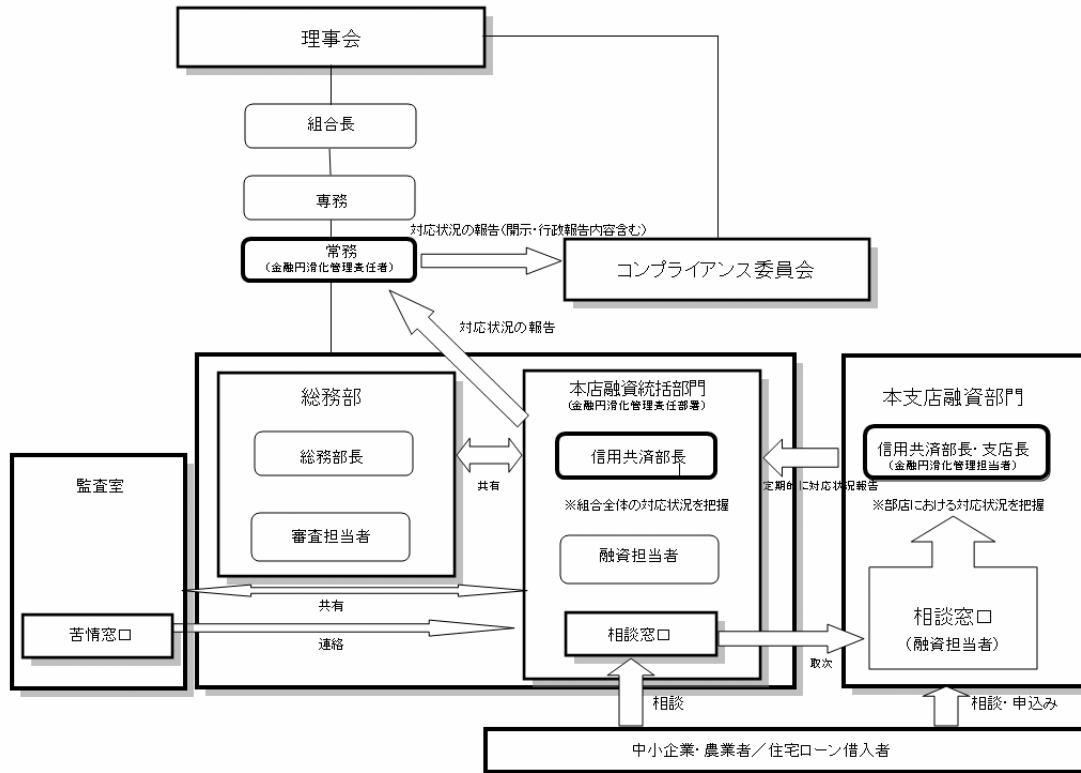 理事会
組合長
専務
対応状況の報告(開示・行政報告内容含む)
常務
(金融円滑化管理責任者)
コンプライアンス委員会
対応状況の報告
総務部
総務部長
審査担当者
共有
本店融資統括部門
(金融円滑化管理責任部署)
信用共済部長
※組合全体の対応状況を把握
融資担当者
相談窓口
定期的に対応状況報告
本支店融資部門
信用共済部長・支店長
(金融円滑化管理担当者)
※部店における対応状況を把握
相談窓口
(融資担当者)
監査室
苦情窓口
共有
連絡
取次
相談
相談・申込み
中小企業・農業者/住宅ローン借入者